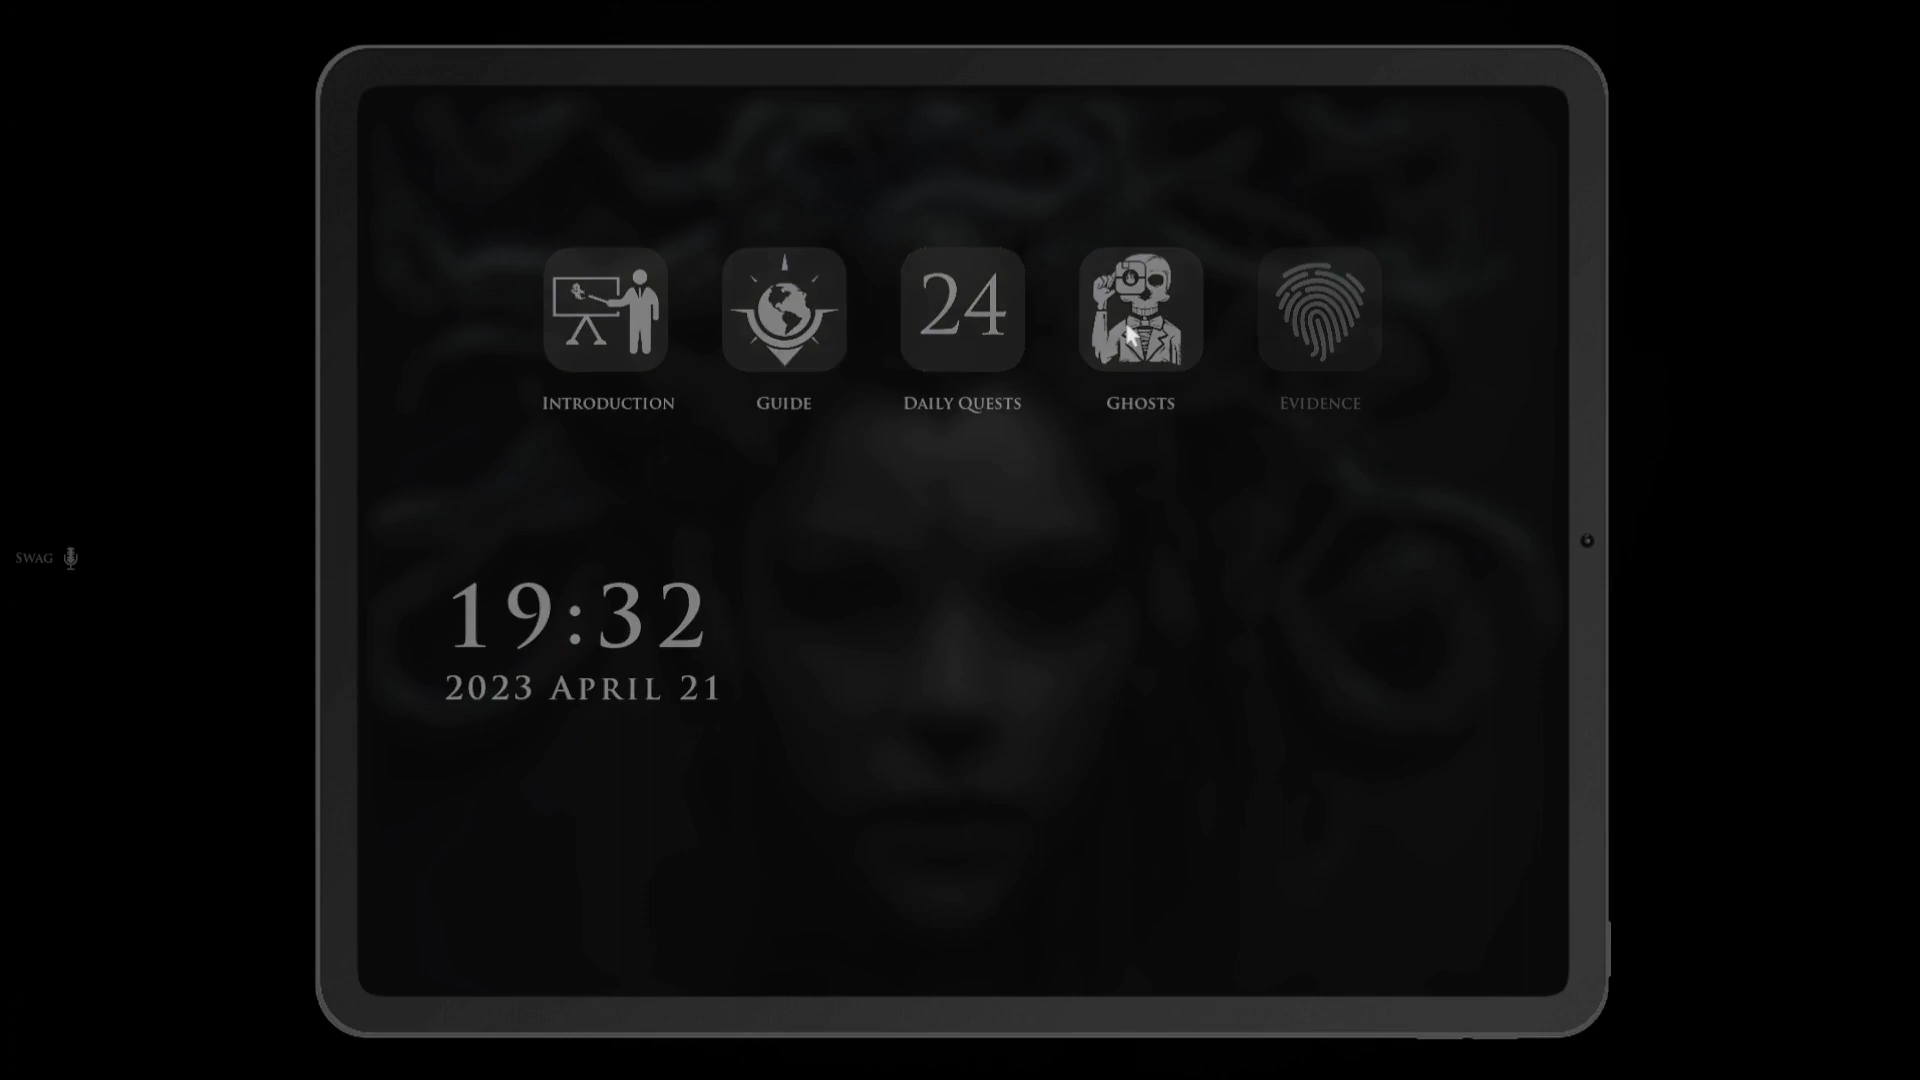 24
Introduction
Guide
Daily Quests
Ghosts
Evidence
Swag
19:32
2023 April 21